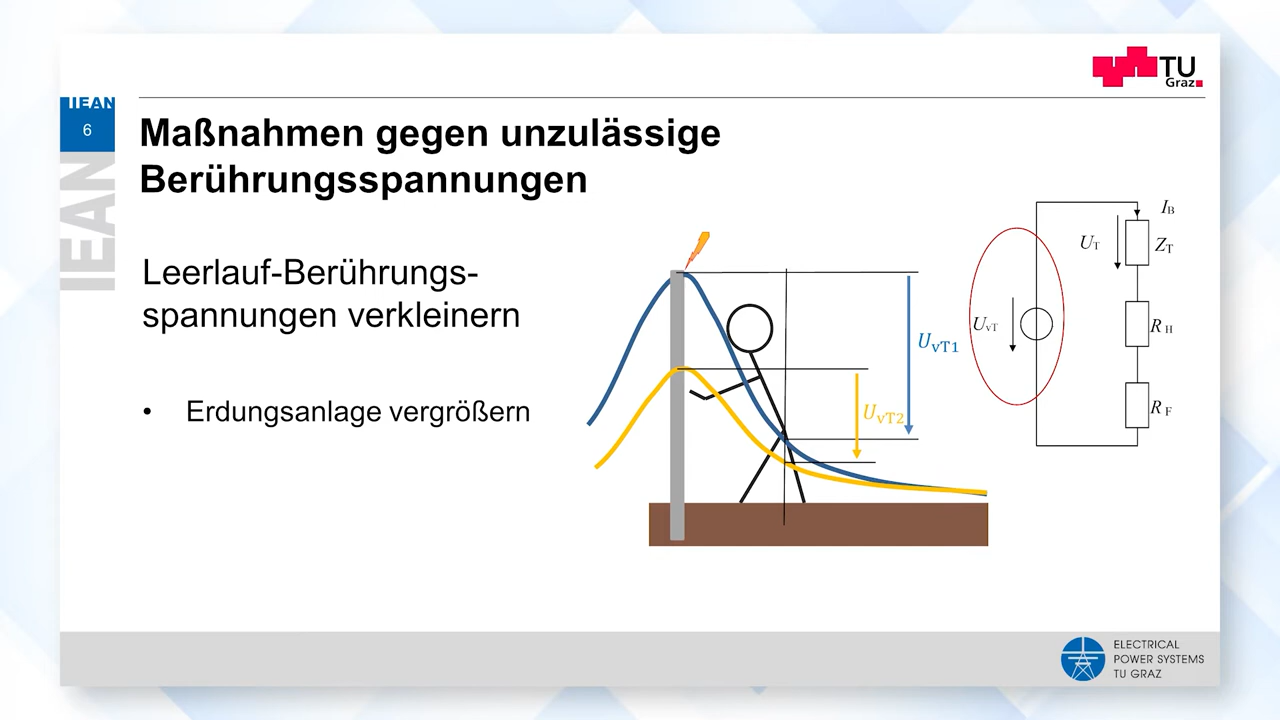 TU
Graz
IEAN
6
IEAN
Maßnahmen gegen unzulässige
Berührungsspannungen
Leerlauf-Berührungs-
spannungen verkleinern
• Erdungsanlage vergrößern
UvT1
UvT2
IB
UT
ZT
UvT
RH
RF
ELECTRICAL
POWER SYSTEMS
TU GRAZ